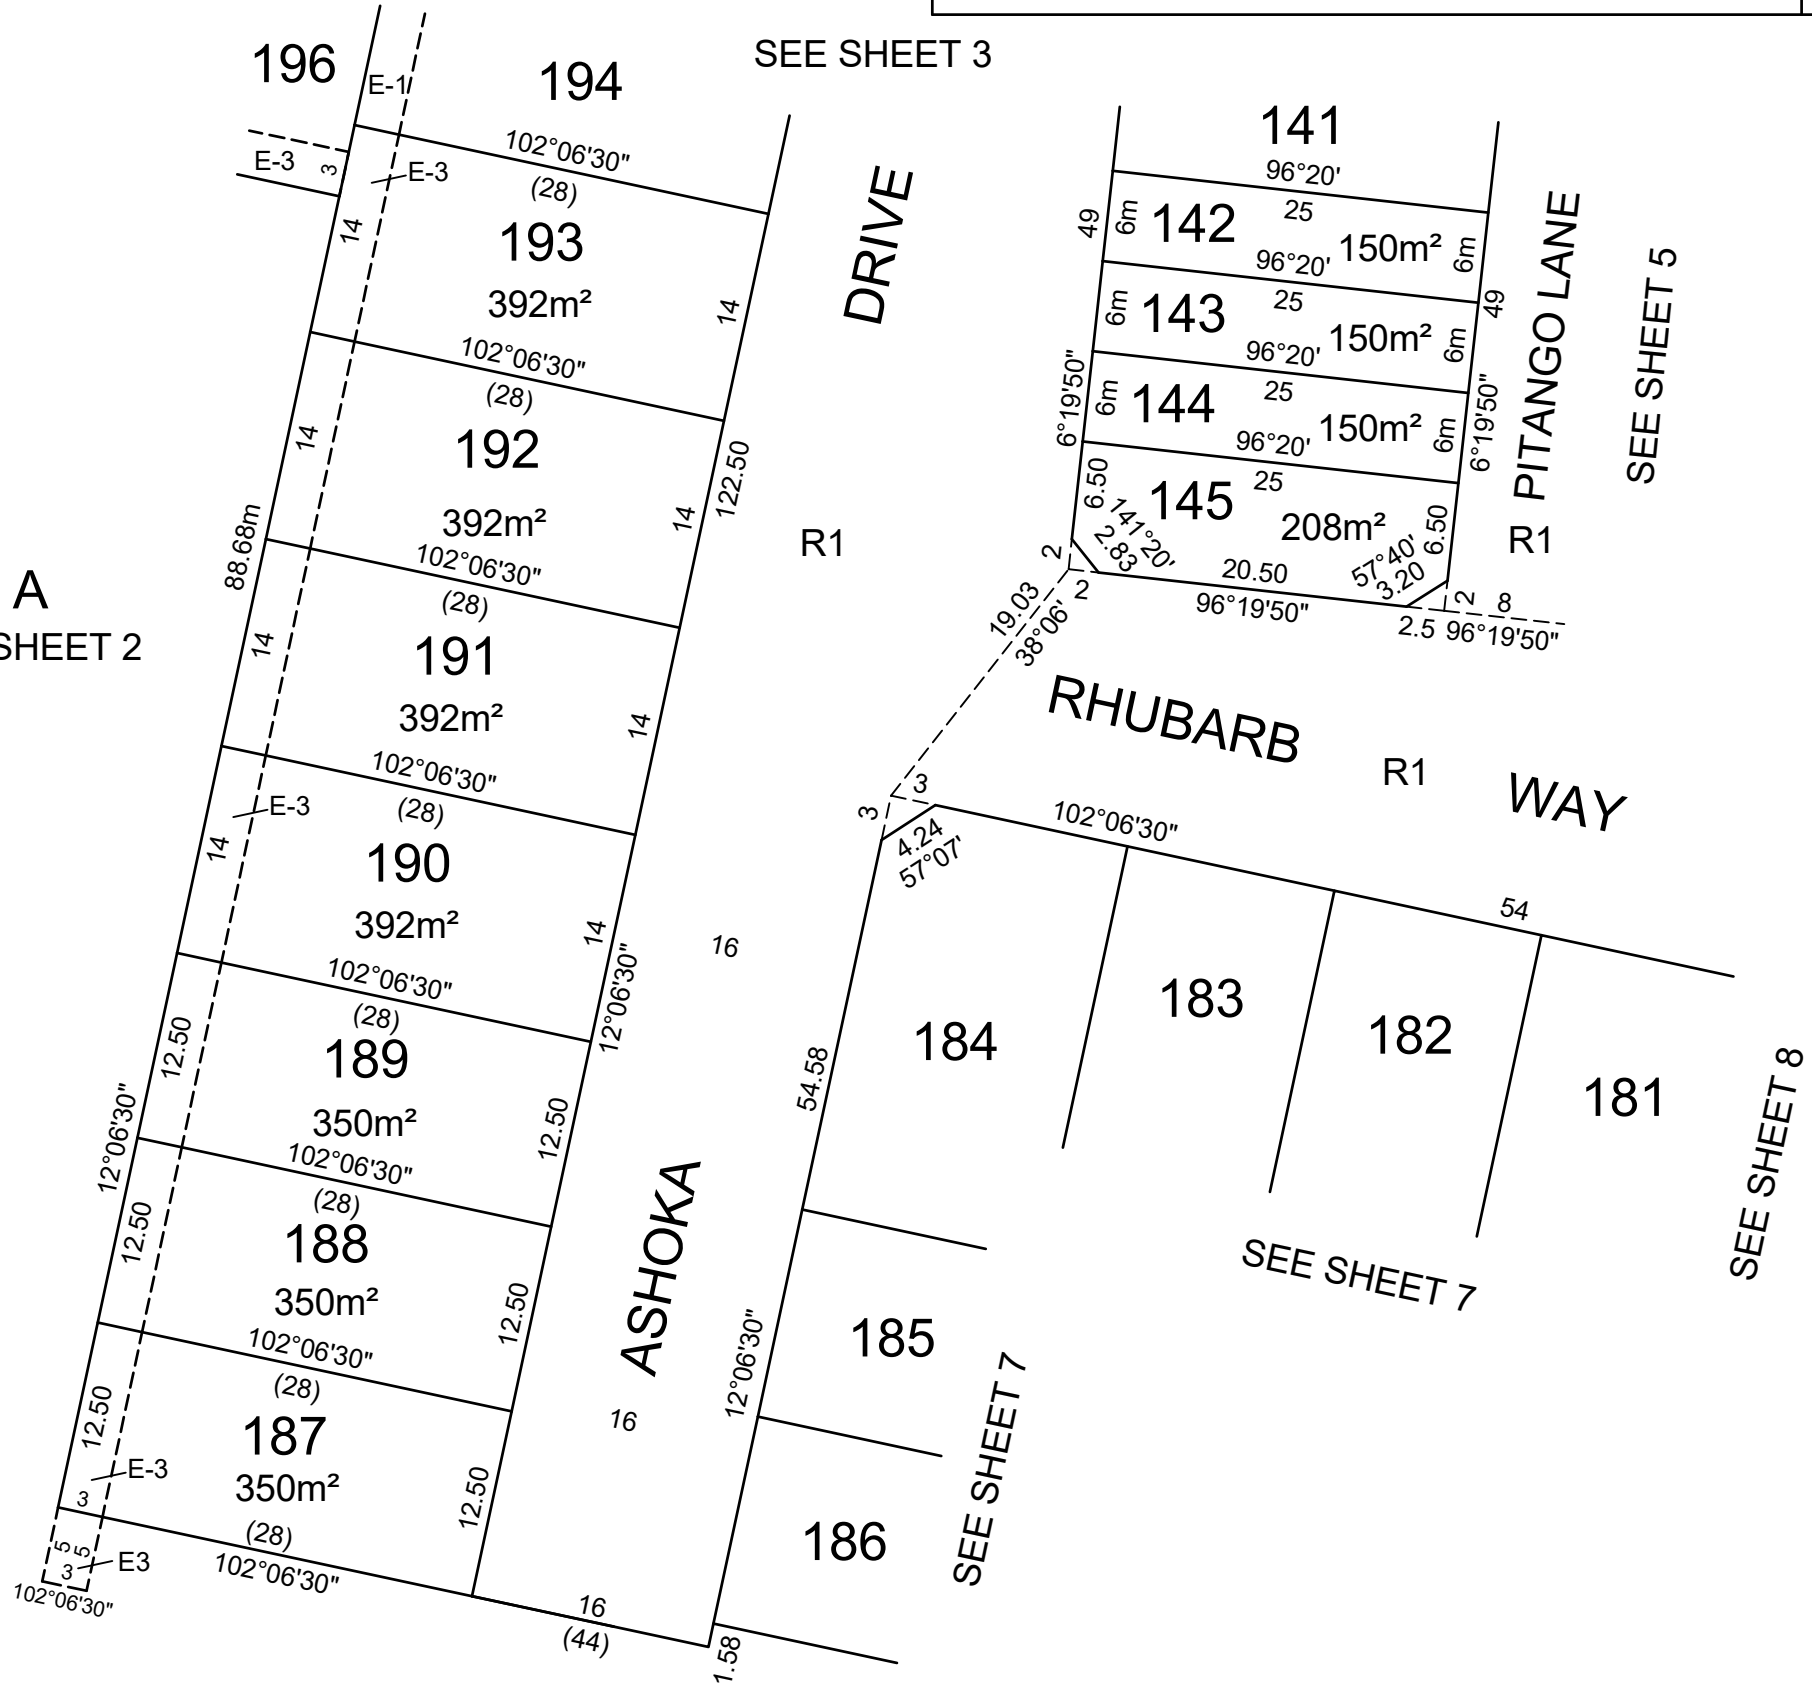 SEE SHEET 3
196
E-1
194
141
102°06'30"
(28)
E-3
3
E-3
14
193
392m²
14
DRIVE
96°20'
25
49
6m
142
150m²
6m
96°20'
25
6m
143
150m²
6m
49
96°20'
25
6°19'50"
6m
144
150m²
6m
6°19'50"
96°20'
25
PITANGO LANE
SEE SHEET 5
6.50
145
208m²
6.50
R1
141°20'
2.83
57°40'
3.20
2
2
20.50
96°19'50"
2
8
2.5
96°19'50"
102°06'30"
(28)
14
192
392m²
14
122.50
R1
88.68m
102°06'30"
(28)
A
SHEET 2
14
191
392m²
14
19.03
38°06'
RHUBARB
R1
WAY
102°06'30"
(28)
E-3
14
190
392m²
14
3
3
4.24
57°07'
102°06'30"
54
16
102°06'30"
(28)
12°06'30"
12.50
189
350m²
12.50
184
183
182
181
54.58
SEE SHEET 8
12°06'30"
102°06'30"
(28)
12.50
188
350m²
12.50
ASHOKA
SEE SHEET 7
102°06'30"
(28)
12.50
187
350m²
E-3
3
12.50
16
12°06'30"
185
SEE SHEET 7
186
(28)
102°06'30"
5
5
3
E3
102°06'30"
16
(44)
1.58